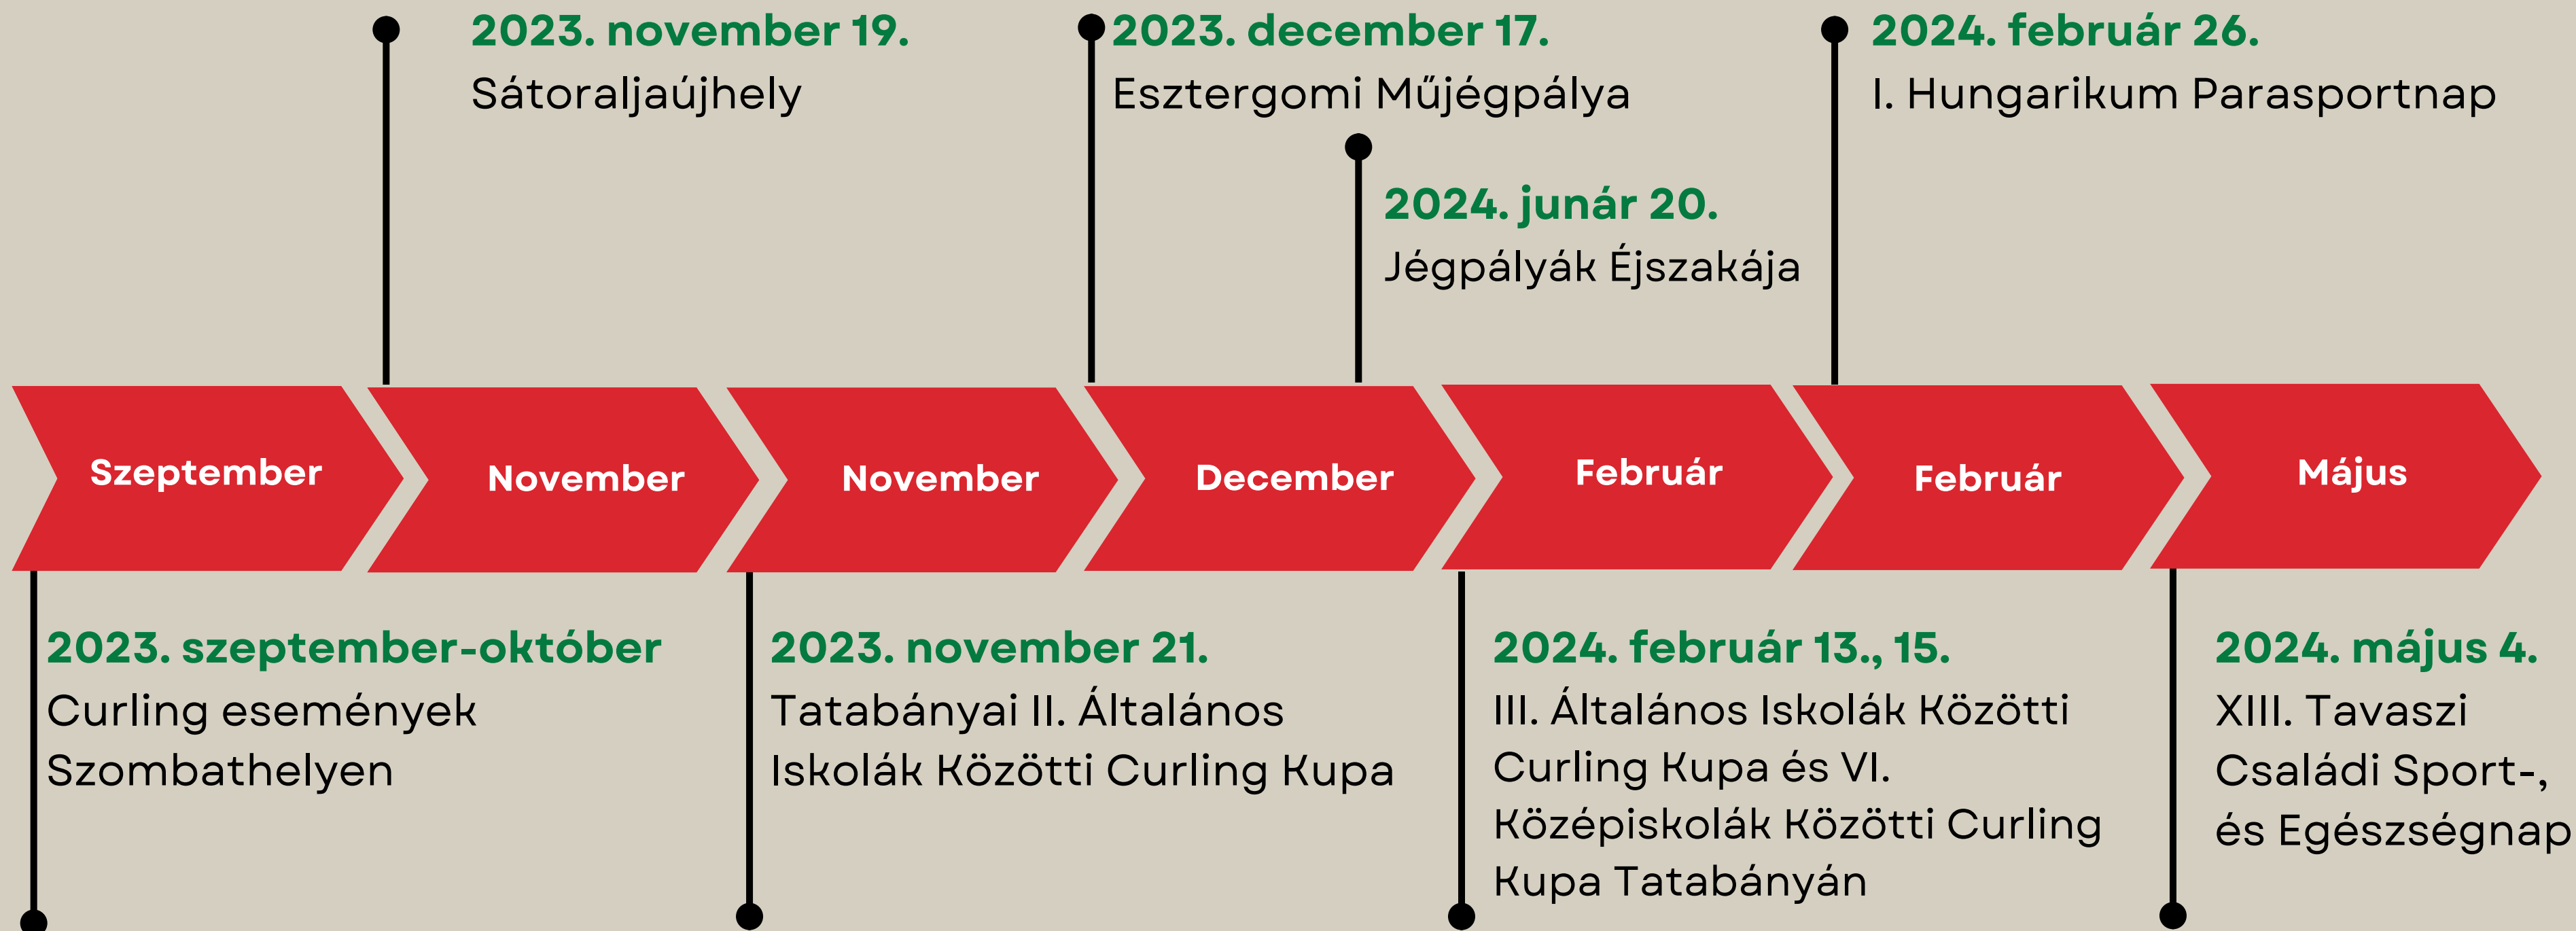 2023. november 19.
Sátoraljaújhely
2023. december 17.
Esztergomi Műjégpálya
2024. junár 20.
Jégpályák Éjszakája
2024. február 26.
I. Hungarikum Parasportnap
Szeptember
November
November
December
Február
Február
Május
2023. szeptember-október
Curling események
Szombathelyen
2023. november 21.
Tatabányai II. Általános
Iskolák Közötti Curling Kupa
2024. február 13., 15.
III. Általános Iskolák Közötti
Curling Kupa és VI.
Középiskolák Közötti Curling
Kupa Tatabányán
2024. május 4.
XIII. Tavaszi
Családi Sport-,
és Egészségnap